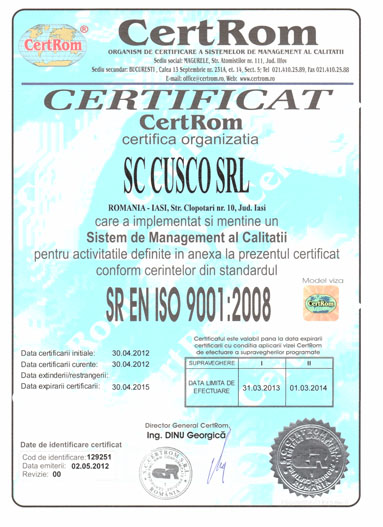 CertRom
CertRom
ORGANISM DE CERTIFICARE A SISTEMELOR DE MANAGEMENT AL CALITATII
Sediu social: MAGURELE, Str. Atomistilor nr. 111, Jud. Ilfov
Sediu secundar: BUCURESTI, Calea 13 Septembrie nr. 231A, et. 14, Sect. 5; Tel 021.410.25.89, Fax 021.410.25.88
E-mail: office@certrom.ro, Web: www.certrom.ro
CERTIFICAT
CertRom
certifica organizatia
SC CUSCO SRL
ROMANIA - IASI, Str. Clopotari nr. 10, Jud. Iasi
care a implementat si mentine un
Sistem de Management al Calitatii
pentru activitatile definite in anexa la prezentul certificat
conform cerintelor din standardul
Model viza
SR EN ISO 9001:2008
CertRom
Certificatul este valabil pana la data expirarii
certificarii cu conditia aplicarii vizei CertRom
de efectuare a supravegherilor programate
Data certificarii initiale: 30.04.2012
Data certificarii curente: 30.04.2012
Data extinderii/restrangerii:
Data expirarii certificarii: 30.04.2015
SUPRAVEGHERE I II
DATA LIMITA DE EFECTUARE 31.03.2013 01.03.2014
Director General CertRom,
Ing. DINU Georgică
Date de identificare certificat
Cod de identificare: 129251
Data emiterii: 02.05.2012
Revizie: 00